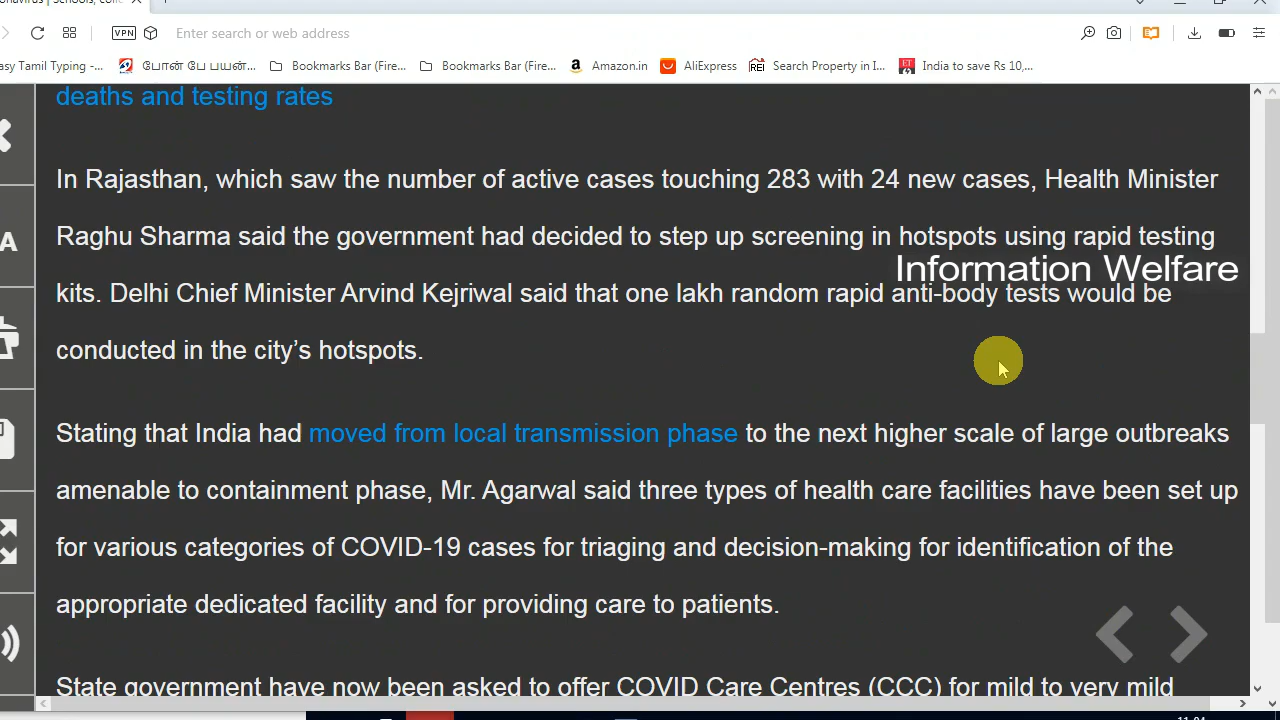 VPN Enter search or web address
asy Tamil Typing -... போன் பே பயன்... Bookmarks Bar (Fire... Bookmarks Bar (Fire... Amazon.in AliExpress REI Search Property in I... ET India to save Rs 10,...
deaths and testing rates
In Rajasthan, which saw the number of active cases touching 283 with 24 new cases, Health Minister
Raghu Sharma said the government had decided to step up screening in hotspots using rapid testing
Information Welfare
kits. Delhi Chief Minister Arvind Kejriwal said that one lakh random rapid anti-body tests would be
conducted in the city’s hotspots.
Stating that India had moved from local transmission phase to the next higher scale of large outbreaks
amenable to containment phase, Mr. Agarwal said three types of health care facilities have been set up
for various categories of COVID-19 cases for triaging and decision-making for identification of the
appropriate dedicated facility and for providing care to patients.
State government have now been asked to offer COVID Care Centres (CCC) for mild to very mild